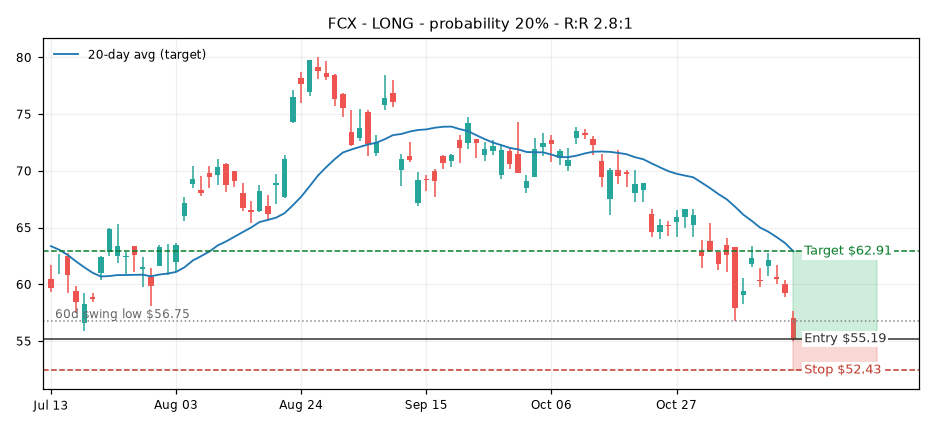 FCX - LONG - probability 20% - R:R 2.8:1
20-day avg (target)
80
75
70
65
60
55
Target $62.91
60d swing low $56.75
Entry $55.19
Stop $52.43
Jul 13
Aug 03
Aug 24
Sep 15
Oct 06
Oct 27